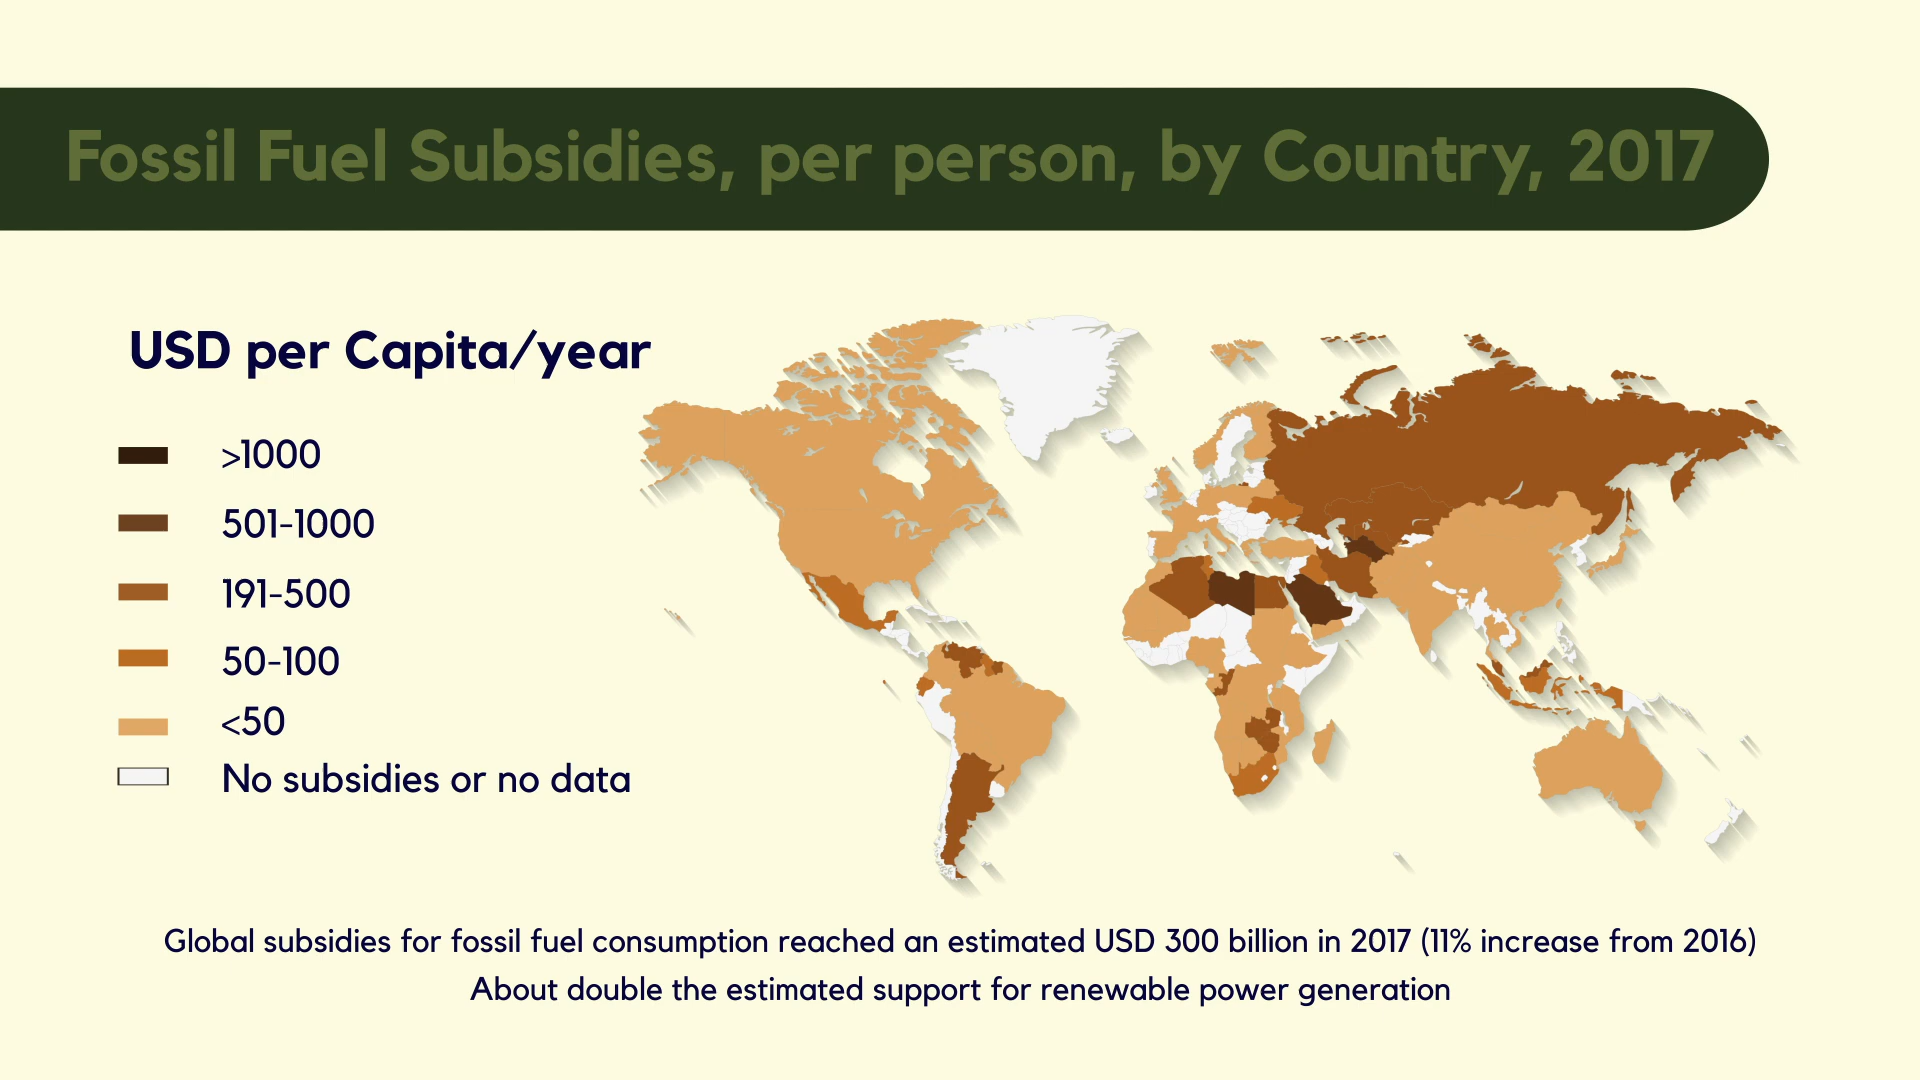 Fossil Fuel Subsidies, per person, by Country, 2017
USD per Capita/year
>1000
501-1000
191-500
50-100
<50
No subsidies or no data
Global subsidies for fossil fuel consumption reached an estimated USD 300 billion in 2017 (11% increase from 2016)
About double the estimated support for renewable power generation